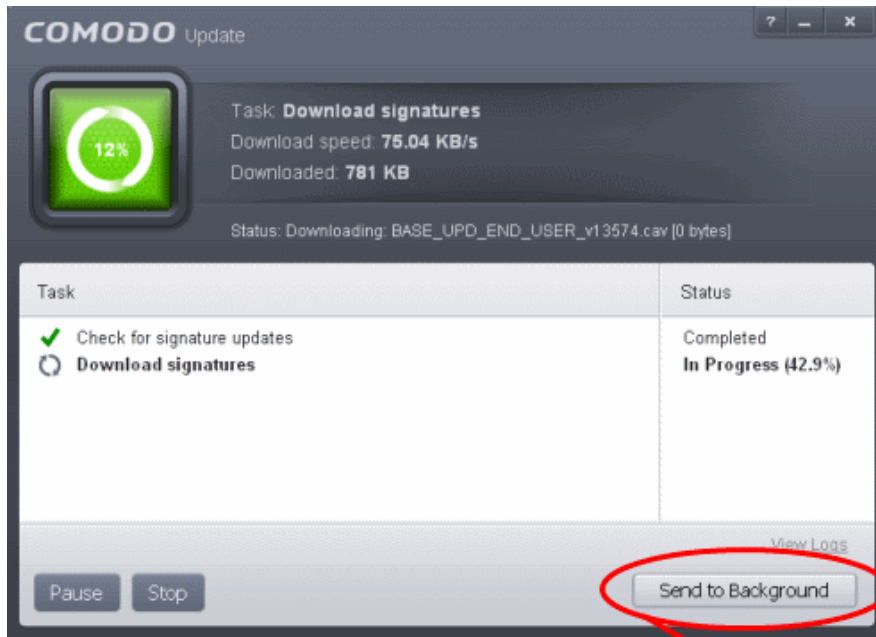 COMODO Update
? – x
12%
Task: Download signatures
Download speed: 75.04 KB/s
Downloaded: 781 KB
Status: Downloading: BASE_UPD_END_USER_v13574.cav [0 bytes]
Task Status
Check for signature updates Completed
Download signatures In Progress (42.9%)
View Logs
Pause Stop Send to Background